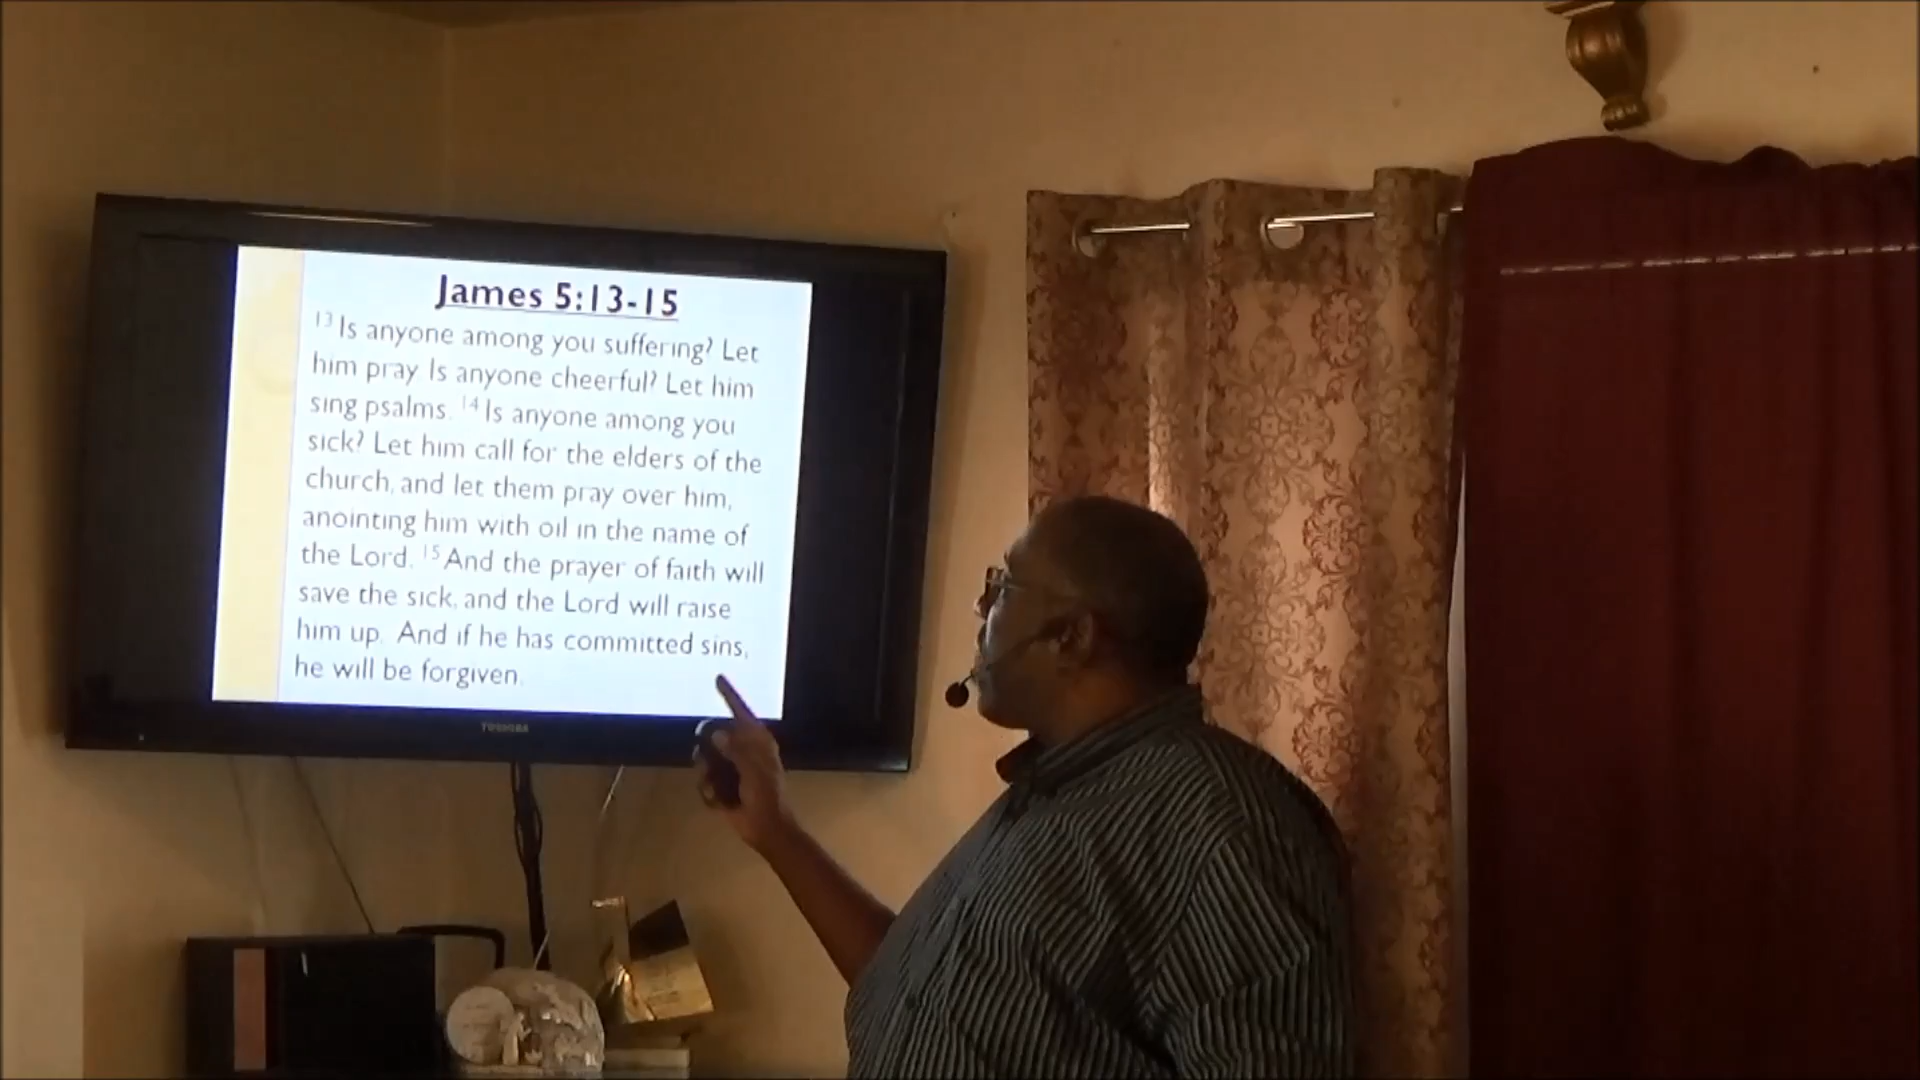 James 5:13-15
13 Is anyone among you suffering? Let
him pray Is anyone cheerful? Let him
sing psalms. 14 Is anyone among you
sick? Let him call for the elders of the
church, and let them pray over him,
anointing him with oil in the name of
the Lord. 15 And the prayer of faith will
save the sick, and the Lord will raise
him up. And if he has committed sins,
he will be forgiven.
TOSHIBA